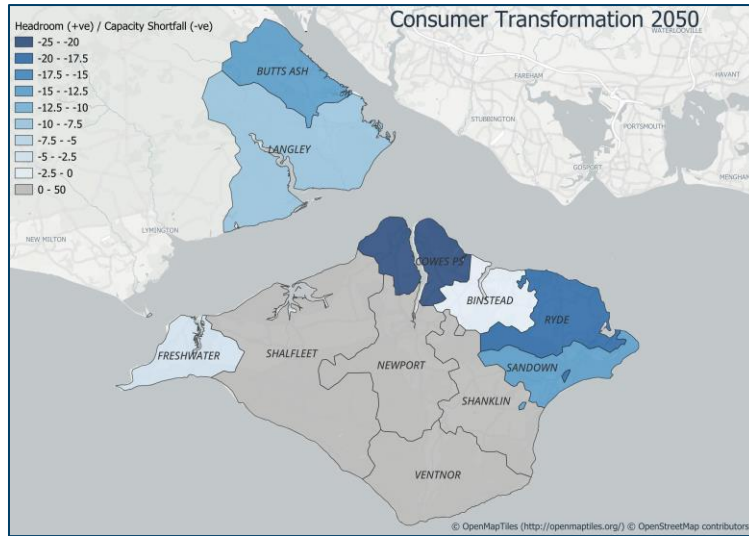 Consumer Transformation 2050
Headroom (+ve) / Capacity Shortfall (-ve)
-25 - -20
-20 - -17.5
-17.5 - -15
-15 - -12.5
-12.5 - -10
-10 - -7.5
-7.5 - -5
-5 - -2.5
-2.5 - 0
0 - 50
WATERLOOVILLE
BUTTS ASH
FAREHAM
HAVANT
STUBBINGTON
PORTSMOUTH
LANGLEY
GOSPORT
MENGHAM
LYMINGTON
NEW MILTON
COWES PS
BINSTEAD
RYDE
FRESHWATER
SHALFLEET
NEWPORT
SANDOWN
SHANKLIN
VENTNOR
© OpenMapTiles (http://openmaptiles.org/) © OpenStreetMap contributors